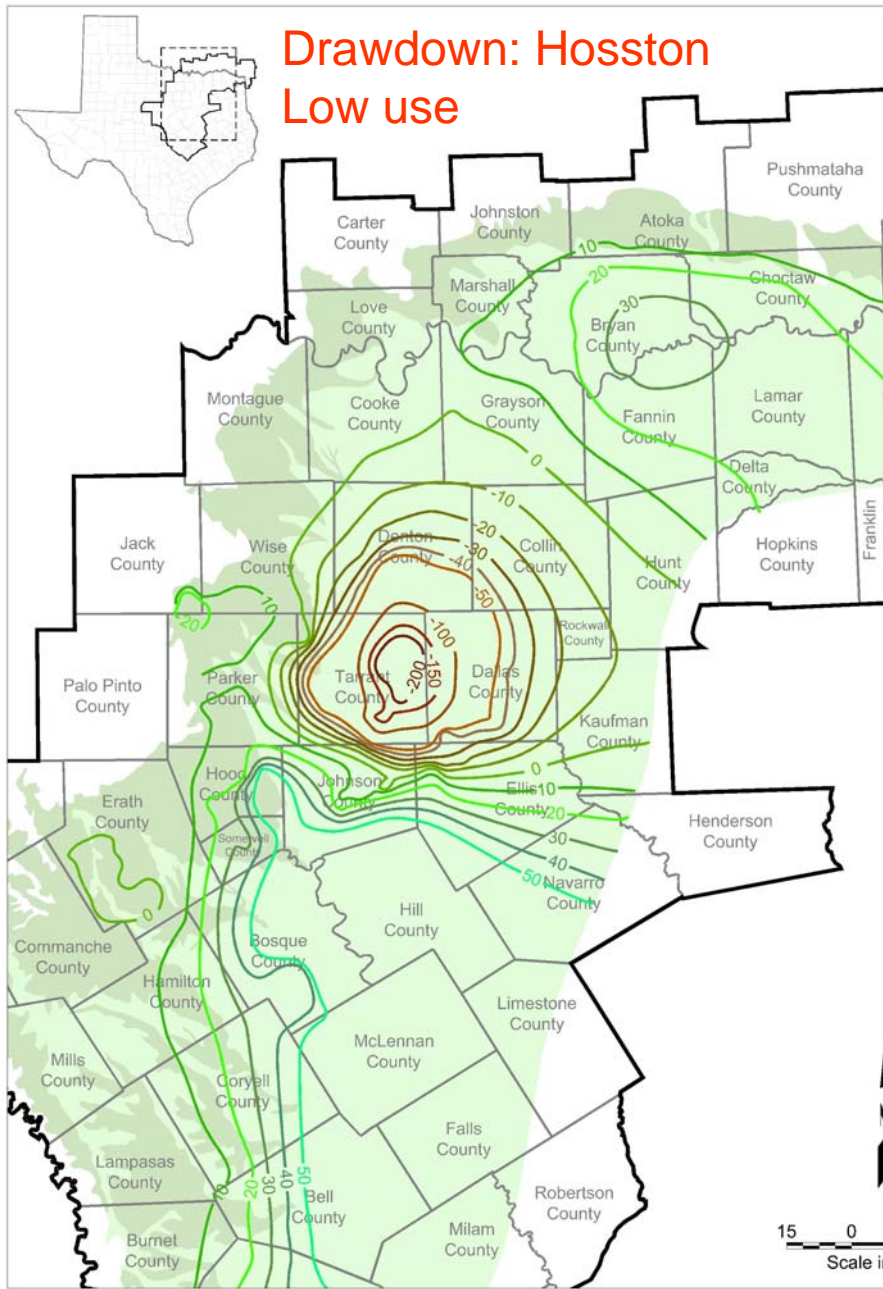 Drawdown: Hosston
Low use
Pushmataha
County
Carter
County
Johnston
County
Atoka
County
10
Marshall
County
20
Choctaw
County
Love
County
30
Bryan
County
Montague
County
Cooke
County
Grayson
County
Lamar
County
Fannin
County
0
Delta
County
-10
-20
Jack
County
Wise
County
Denton
County
-30
-40
Collin
County
Hunt
County
Hopkins
County
Franklin
-50
10
20
-100
Rockwall
County
Palo Pinto
County
Parker
County
Tarrant
County
-150
-200
Dallas
County
Kaufman
County
Hood
County
Johnson
County
0
Ellis
County
10
20
Erath
County
Somervell
County
30
Henderson
County
40
50
Navarro
County
0
Hill
County
Bosque
County
Commanche
County
Hamilton
County
Limestone
County
McLennan
County
Mills
County
Coryell
County
Falls
County
Lampasas
County
10
20
30
40
50
Bell
County
Robertson
County
Milam
County
Burnet
County
15 0
Scale in